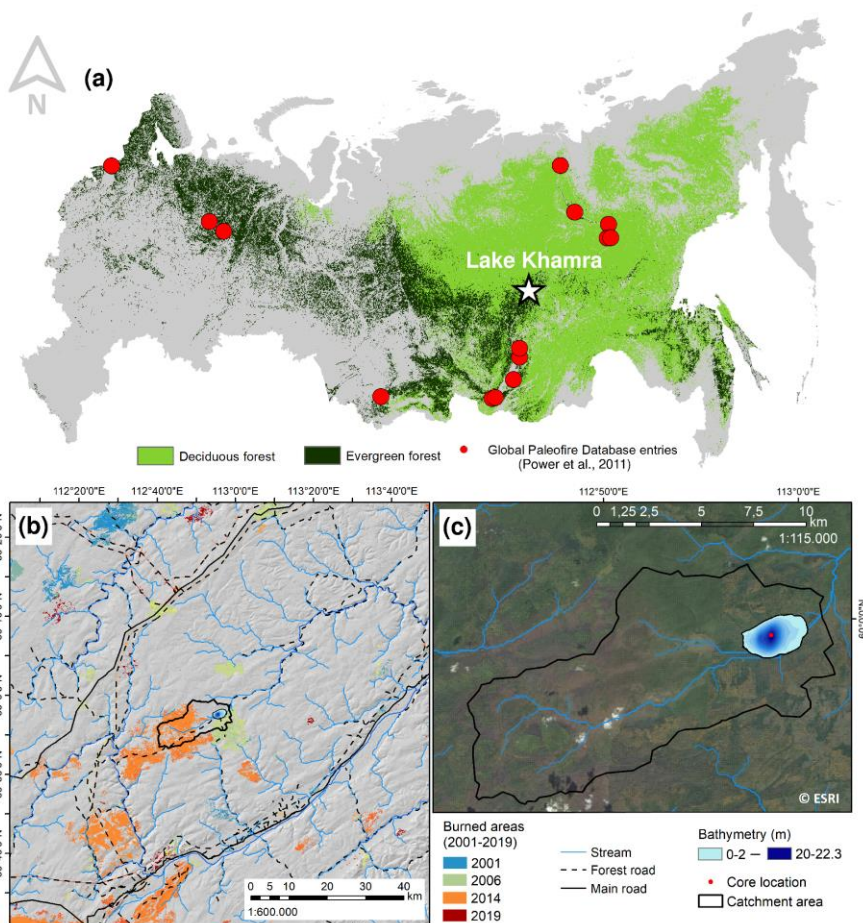 (a)
N
Lake Khamra
Deciduous forest
Evergreen forest
Global Paleofire Database entries
(Power et al., 2011)
(b)
112°20'0"E 112°40'0"E 113°0'0"E 113°20'0"E 113°40'0"E
0 5 10 20 30 40
km
1:600.000
(c)
112°50'0"E 113°0'0"E
0 1,25 2,5 5 7,5 10
km
1:115.000
© ESRI
Burned areas
(2001-2019)
2001
2006
2014
2019
Stream
Forest road
Main road
Bathymetry (m)
0-2 – 20-22.3
Core location
Catchment area